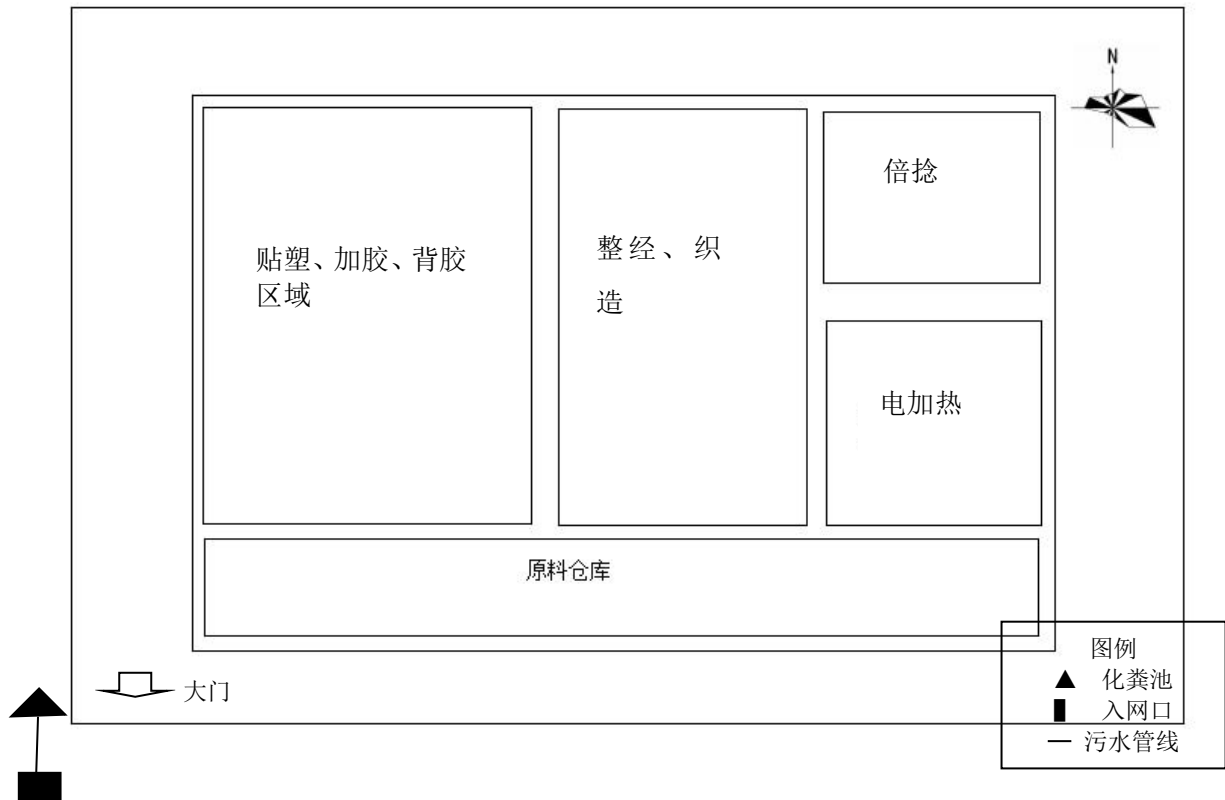 N
倍捻
贴塑、加胶、背胶
区域
整经、织
造
电加热
原料仓库
大门
图例
化粪池
入网口
污水管线